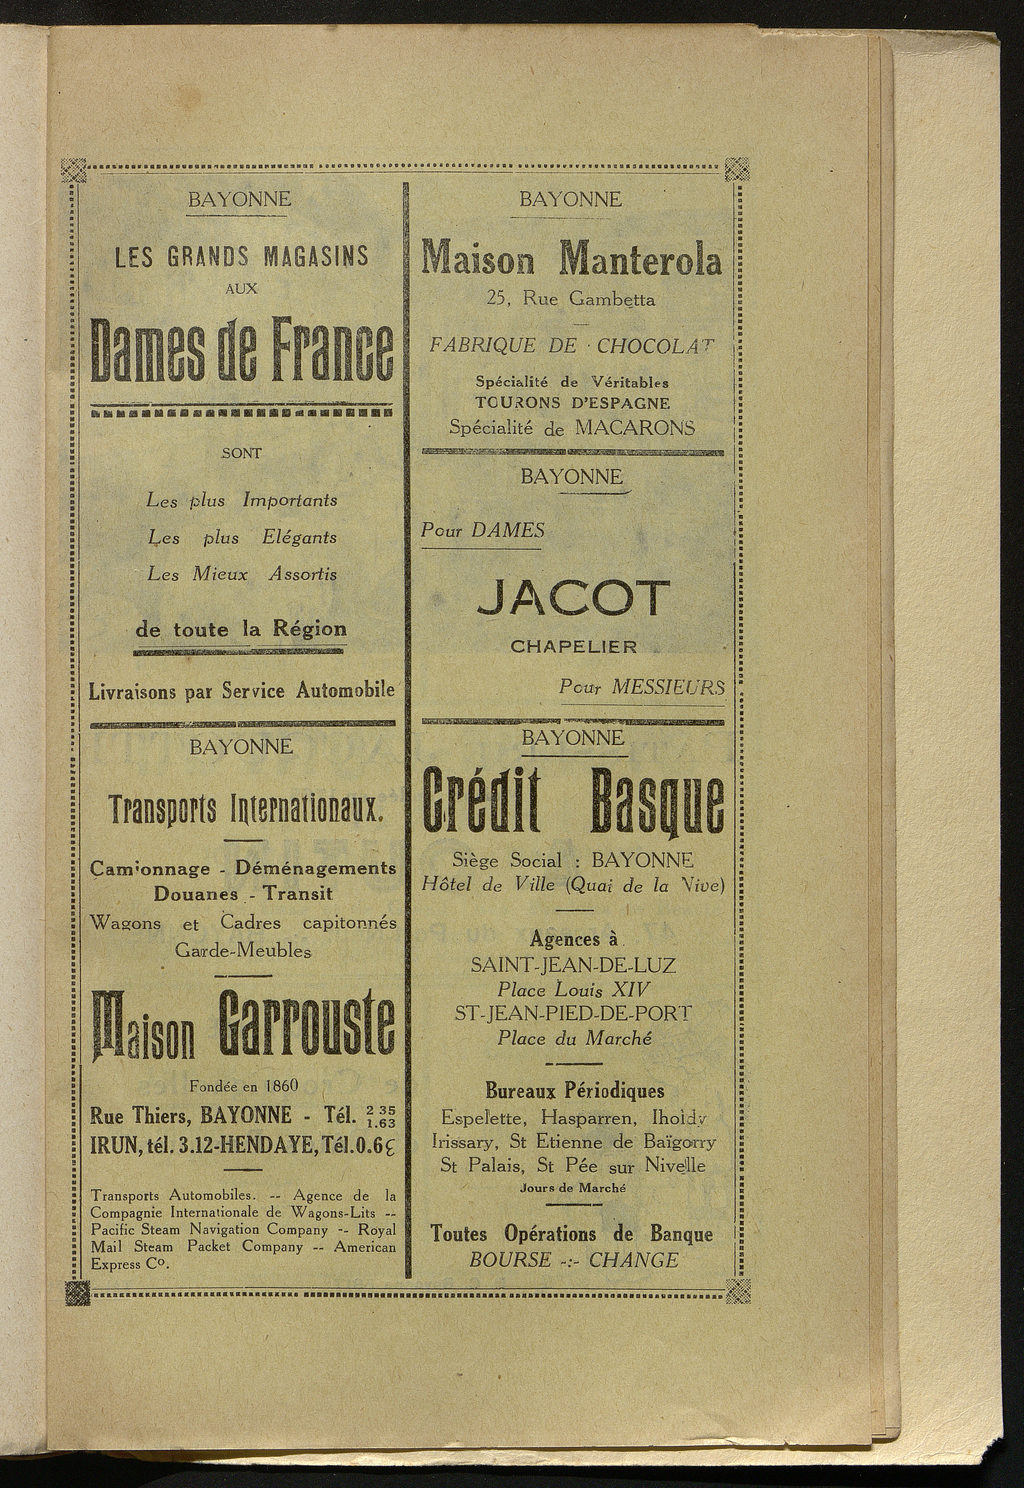 BAYONNE
LES GRANDS MAGASINS
AUX
Dames de France
SONT
Les plus Importants
Les plus Elégants
Les Mieux Assortis
de toute la Région
Livraisons par Service Automobile
BAYONNE
Transports Internationaux.
Camionnage - Déménagements
Douanes - Transit
Wagons et Cadres capitonnés
Garde-Meubles
Maison Garrouste
Fondée en 1860
Rue Thiers, BAYONNE - Tél. 2 35
1.63
IRUN, tél. 3.12-HENDAYE, Tél.
Transports Automobiles. -- Agence de la
Compagnie Internationale de Wagons-Lits --
Pacific Steam Navigation Company -- Royal
Mail Steam Packet Company -- American
Express Co.
BAYONNE
Maison Manterola
25, Rue Gambetta
FABRIQUE DE CHOCOLAT
Spécialité de Véritables
TOURONS D'ESPAGNE
Spécialité de MACARONS
BAYONNE
Pour DAMES
JACOT
CHAPELIER
Pour MESSIEURS
BAYONNE
Crédit Basque
Siège Social : BAYONNE
Hôtel de Ville (Quai de la Nive)
Agences à
SAINT-JEAN-DE-LUZ
Place Louis XIV
ST-JEAN-PIED-DE-PORT
Place du Marché
Bureaux Périodiques
Espelette, Hasparren, Iholdy
Irissary, St Etienne de Baïgorry
St Palais, St Pée sur Nivelle
Jours de Marché
Toutes Opérations de Banque
BOURSE -:- CHANGE